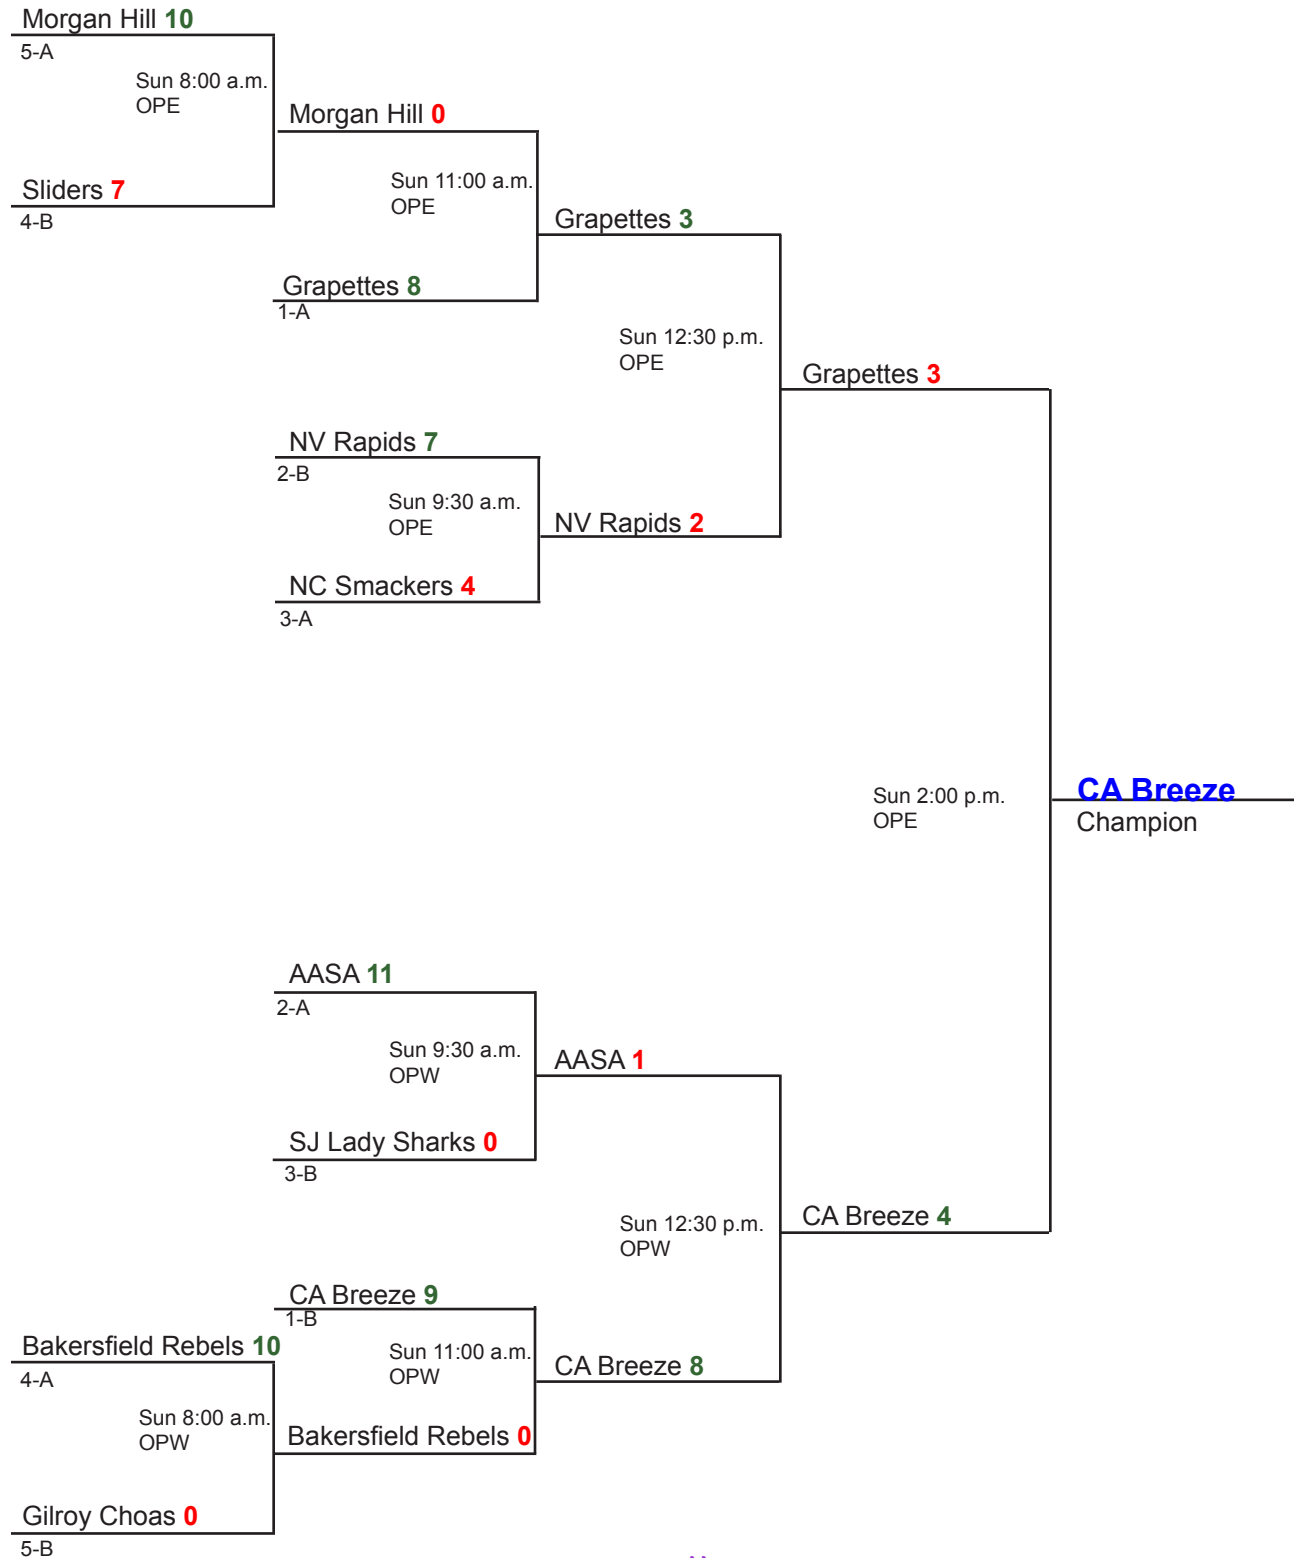 Morgan Hill 10
5-A
Sun 8:00 a.m.
OPE
Sliders 7
4-B
Morgan Hill 0
Sun 11:00 a.m.
OPE
Grapettes 8
1-A
Grapettes 3
Sun 12:30 p.m.
OPE
NV Rapids 7
2-B
Sun 9:30 a.m.
OPE
NC Smackers 4
3-A
NV Rapids 2
Grapettes 3
Sun 2:00 p.m.
OPE
CA Breeze
Champion
AASA 11
2-A
Sun 9:30 a.m.
OPW
SJ Lady Sharks 0
3-B
AASA 1
Sun 12:30 p.m.
OPW
CA Breeze 4
CA Breeze 9
1-B
Sun 11:00 a.m.
OPW
CA Breeze 8
Bakersfield Rebels 10
4-A
Sun 8:00 a.m.
OPW
Bakersfield Rebels 0
Gilroy Choas 0
5-B